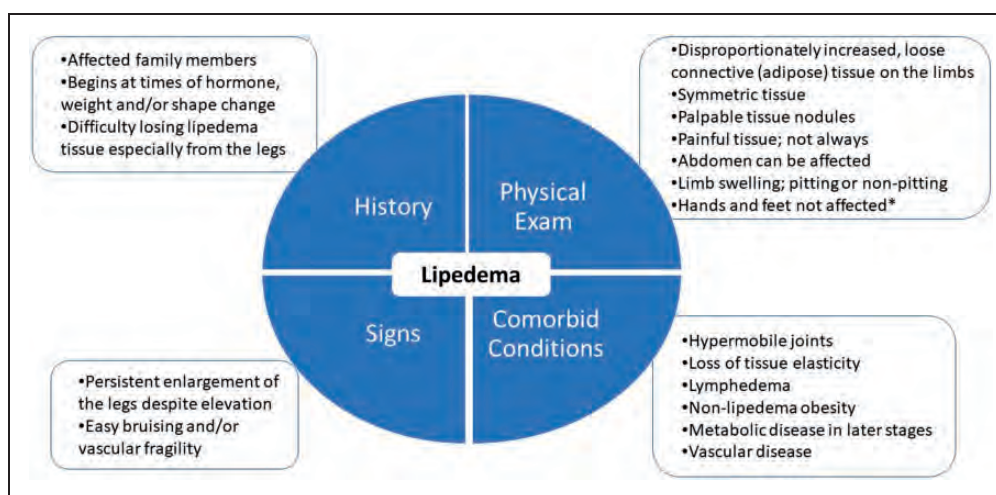 •Affected family members
•Begins at times of hormone,
weight and/or shape change
•Difficulty losing lipedema
tissue especially from the legs
•Disproportionately increased, loose
connective (adipose) tissue on the limbs
•Symmetric tissue
•Palpable tissue nodules
•Painful tissue; not always
•Abdomen can be affected
•Limb swelling; pitting or non-pitting
•Hands and feet not affected*
History
Physical
Exam
Lipedema
Signs
Comorbid
Conditions
•Persistent enlargement of
the legs despite elevation
•Easy bruising and/or
vascular fragility
•Hypermobile joints
•Loss of tissue elasticity
•Lymphedema
•Non-lipedema obesity
•Metabolic disease in later stages
•Vascular disease